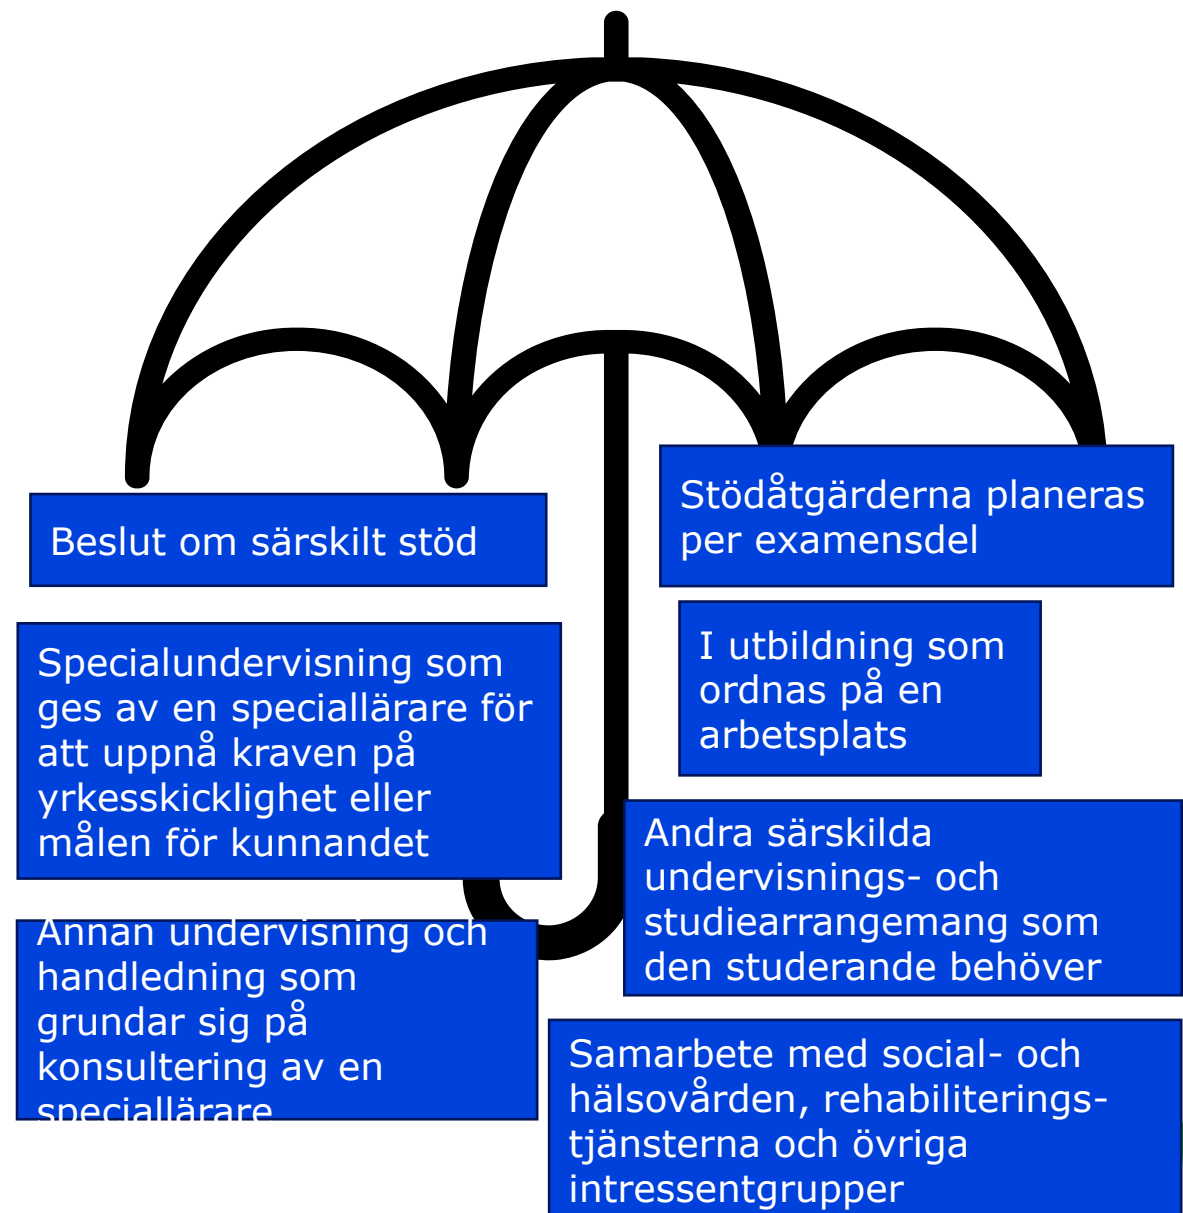 Beslut om särskilt stöd
Specialundervisning som
ges av en speciallärare för
att uppnå kraven på
yrkesskicklighet eller
målen för kunnandet
Annan undervisning och
handledning som
grundar sig på
konsultering av en
speciallärare
Stödåtgärderna planeras
per examensdel
I utbildning som
ordnas på en
arbetsplats
Andra särskilda
undervisnings- och
studiearrangemang som
den studerande behöver
Samarbete med social- och
hälsovården, rehabiliterings-
tjänsterna och övriga
intressentgrupper